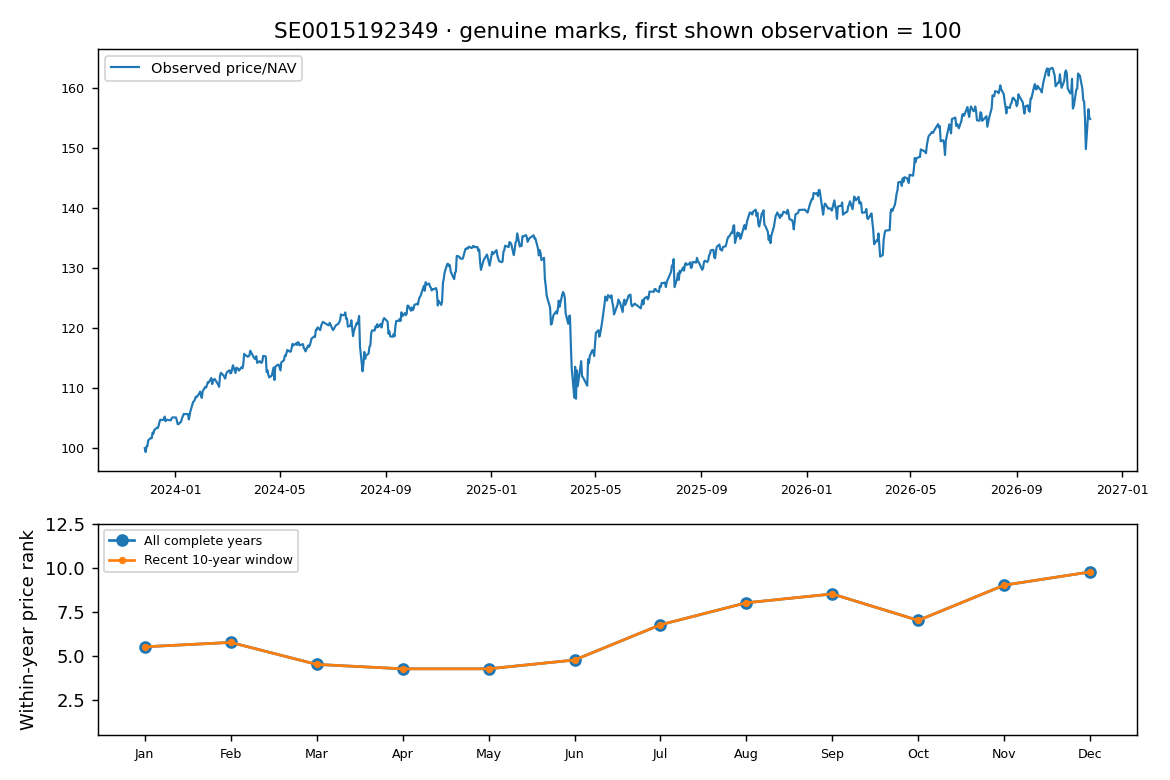 SE0015192349 · genuine marks, first shown observation = 100
Observed price/NAV
160
150
140
130
120
110
100
2024-01 2024-05 2024-09 2025-01 2025-05 2025-09 2026-01 2026-05 2026-09 2027-01
Within-year price rank
12.5
10.0
7.5
5.0
2.5
All complete years
Recent 10-year window
Jan Feb Mar Apr May Jun Jul Aug Sep Oct Nov Dec